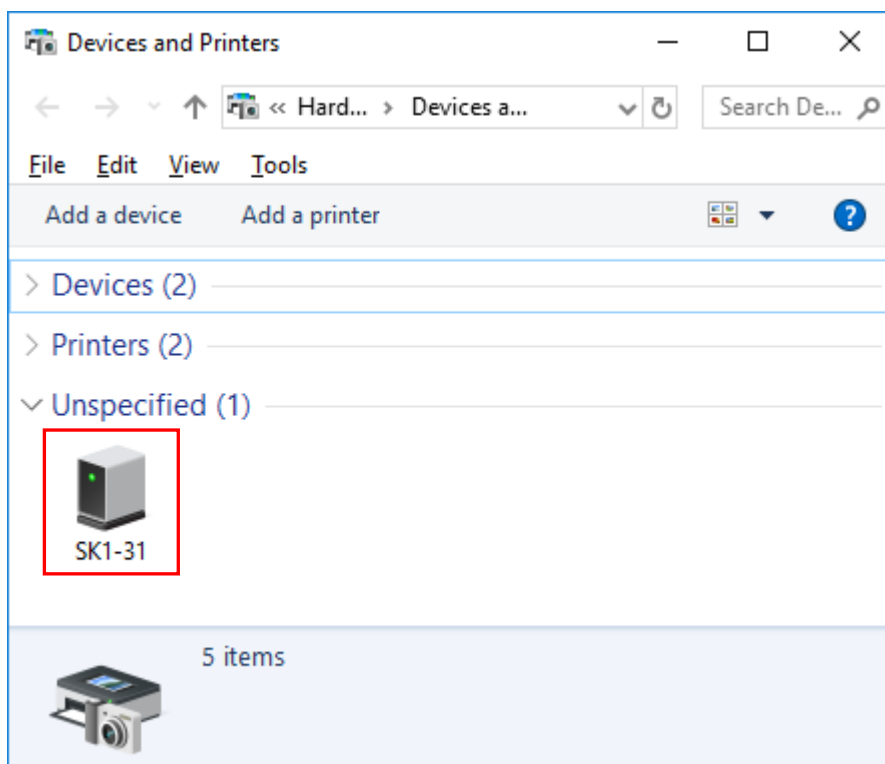 Devices and Printers
« Hard... › Devices a... Search De...
File Edit View Tools
Add a device Add a printer
Devices (2)
Printers (2)
Unspecified (1)
SK1-31
5 items